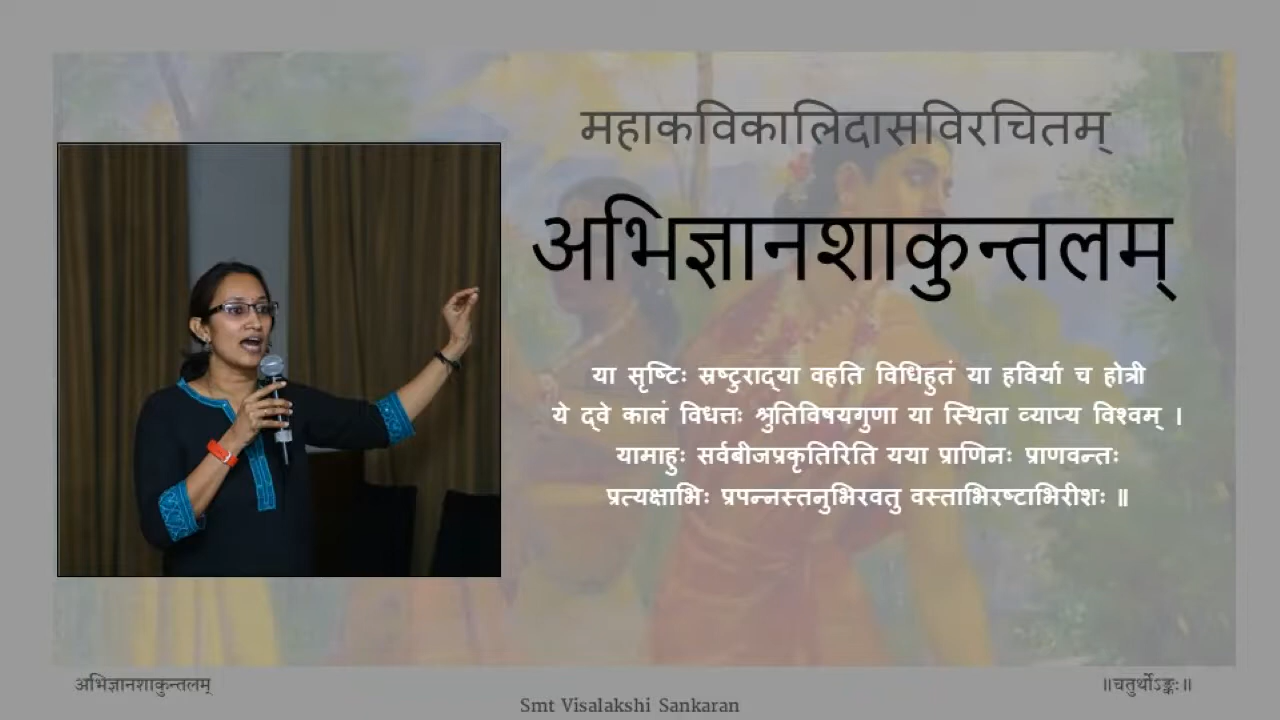 महाकविकालिदासविरचितम्
अभिज्ञानशाकुन्तलम्
या सृष्टिः स्रष्टुराद्या वहति विधिहुतं या हविर्या च होत्री
ये द्वे कालं विधत्तः श्रुतिविषयगुणा या स्थिता व्याप्य विश्वम् ।
यामाहुः सर्वबीजप्रकृतिरिति यया प्राणिनः प्राणवन्तः
प्रत्यक्षाभिः प्रपन्नस्तनुभिरवतु वस्ताभिरष्टाभिरीशः ॥
अभिज्ञानशाकुन्तलम्
॥चतुर्थोऽङ्कः॥
Smt Visalakshi Sankaran